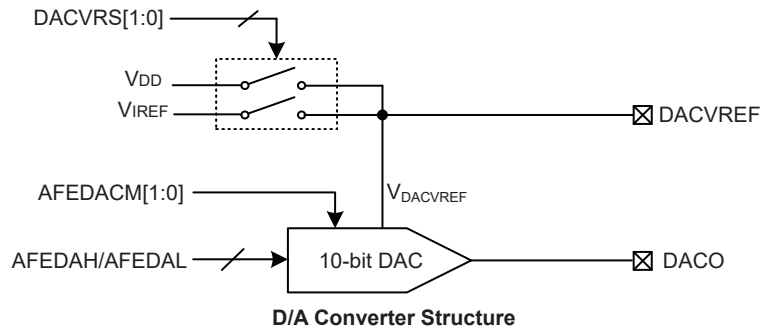 DACVRS[1:0]
VDD
VIREF
DACVREF
AFEDACM[1:0]
VDACVREF
AFEDAH/AFEDAL
10-bit DAC
DACO
D/A Converter Structure